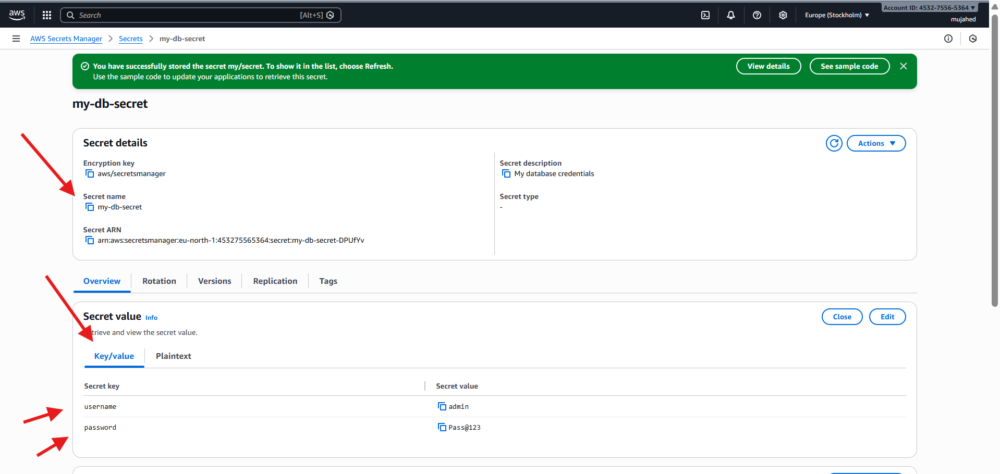 aws
Search [Alt+S]
Europe (Stockholm)
Account ID: 4532-7556-5364
mujahed
AWS Secrets Manager
Secrets
my-db-secret
You have successfully stored the secret my/secret. To show it in the list, choose Refresh.
Use the sample code to update your applications to retrieve this secret.
View details
See sample code
my-db-secret
Secret details
Actions
Encryption key
aws/secretsmanager
Secret description
My database credentials
Secret name
my-db-secret
Secret type
-
Secret ARN
arn:aws:secretsmanager:eu-north-1:453275565364:secret:my-db-secret-DPUfYv
Overview
Rotation
Versions
Replication
Tags
Secret value Info
Close
Edit
trieve and view the secret value.
Key/value
Plaintext
Secret key
Secret value
username
admin
password
Pass@123